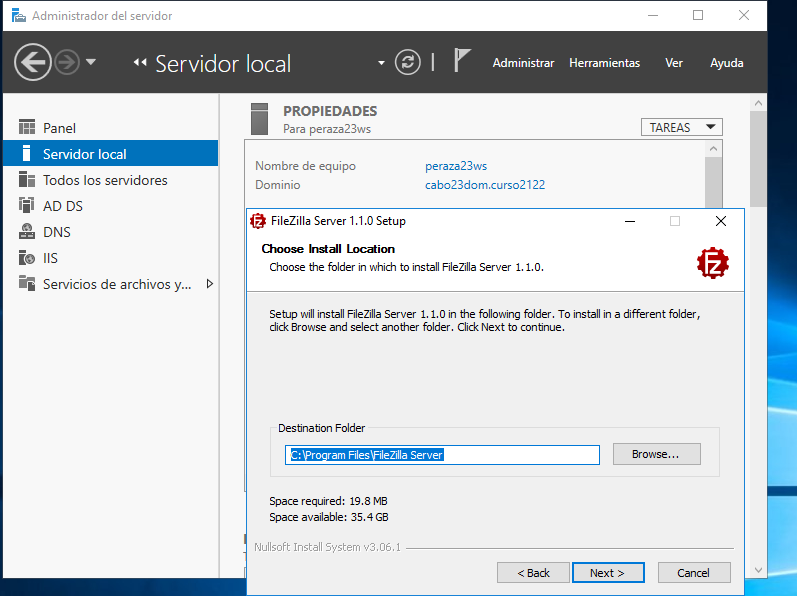 Administrador del servidor
Servidor local
Administrar Herramientas Ver Ayuda
Panel
Servidor local
Todos los servidores
AD DS
DNS
IIS
Servicios de archivos y...
PROPIEDADES
Para peraza23ws
TAREAS
Nombre de equipo peraza23ws
Dominio cabo23dom.curso2122
FileZilla Server 1.1.0 Setup
Choose Install Location
Choose the folder in which to install FileZilla Server 1.1.0.
Fz
Setup will install FileZilla Server 1.1.0 in the following folder. To install in a different folder,
click Browse and select another folder. Click Next to continue.
Destination Folder
C:\Program Files\FileZilla Server
Browse...
Space required: 19.8 MB
Space available: 35.4 GB
Nullsoft Install System v3.06.1
< Back Next > Cancel